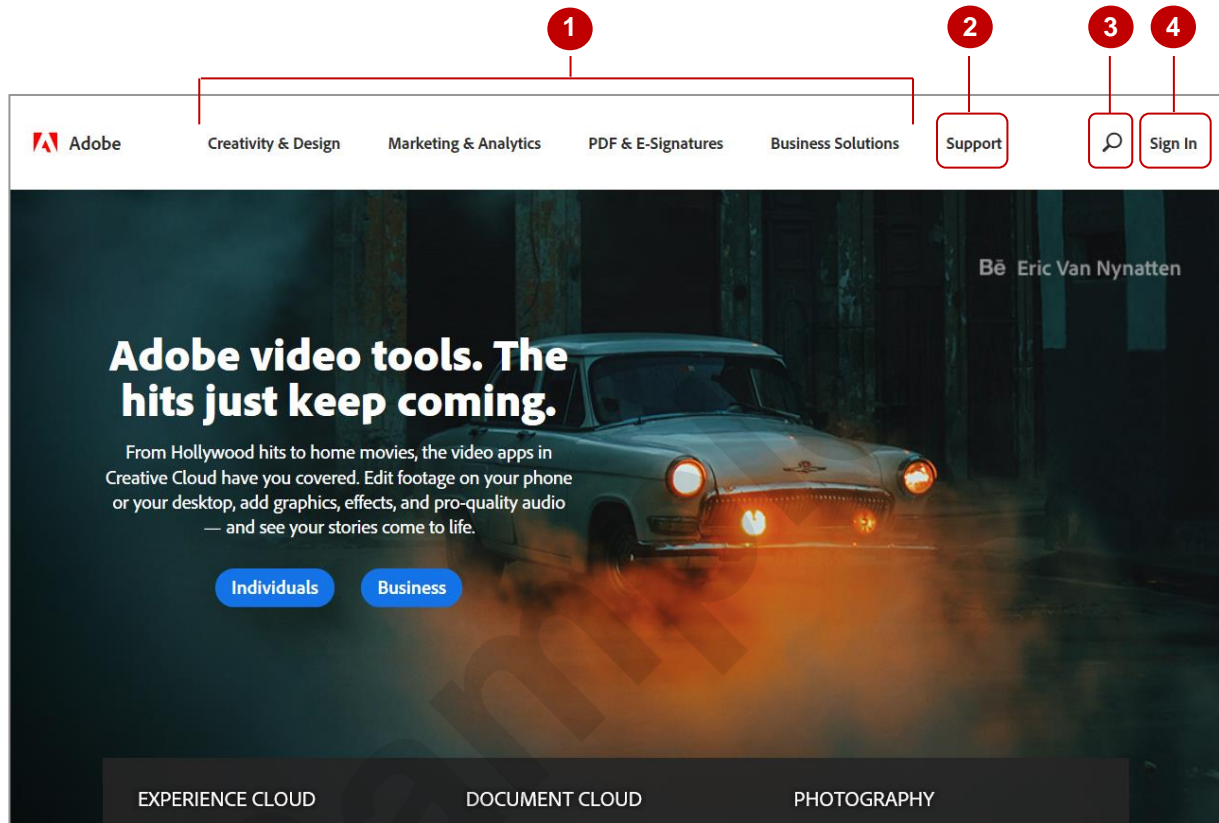 1 2 3 4
Adobe Creativity & Design Marketing & Analytics PDF & E-Signatures Business Solutions Support Sign In
Bē Eric Van Nynatten
Adobe video tools. The
hits just keep coming.
From Hollywood hits to home movies, the video apps in
Creative Cloud have you covered. Edit footage on your phone
or your desktop, add graphics, effects, and pro-quality audio
— and see your stories come to life.
Individuals Business
EXPERIENCE CLOUD DOCUMENT CLOUD PHOTOGRAPHY